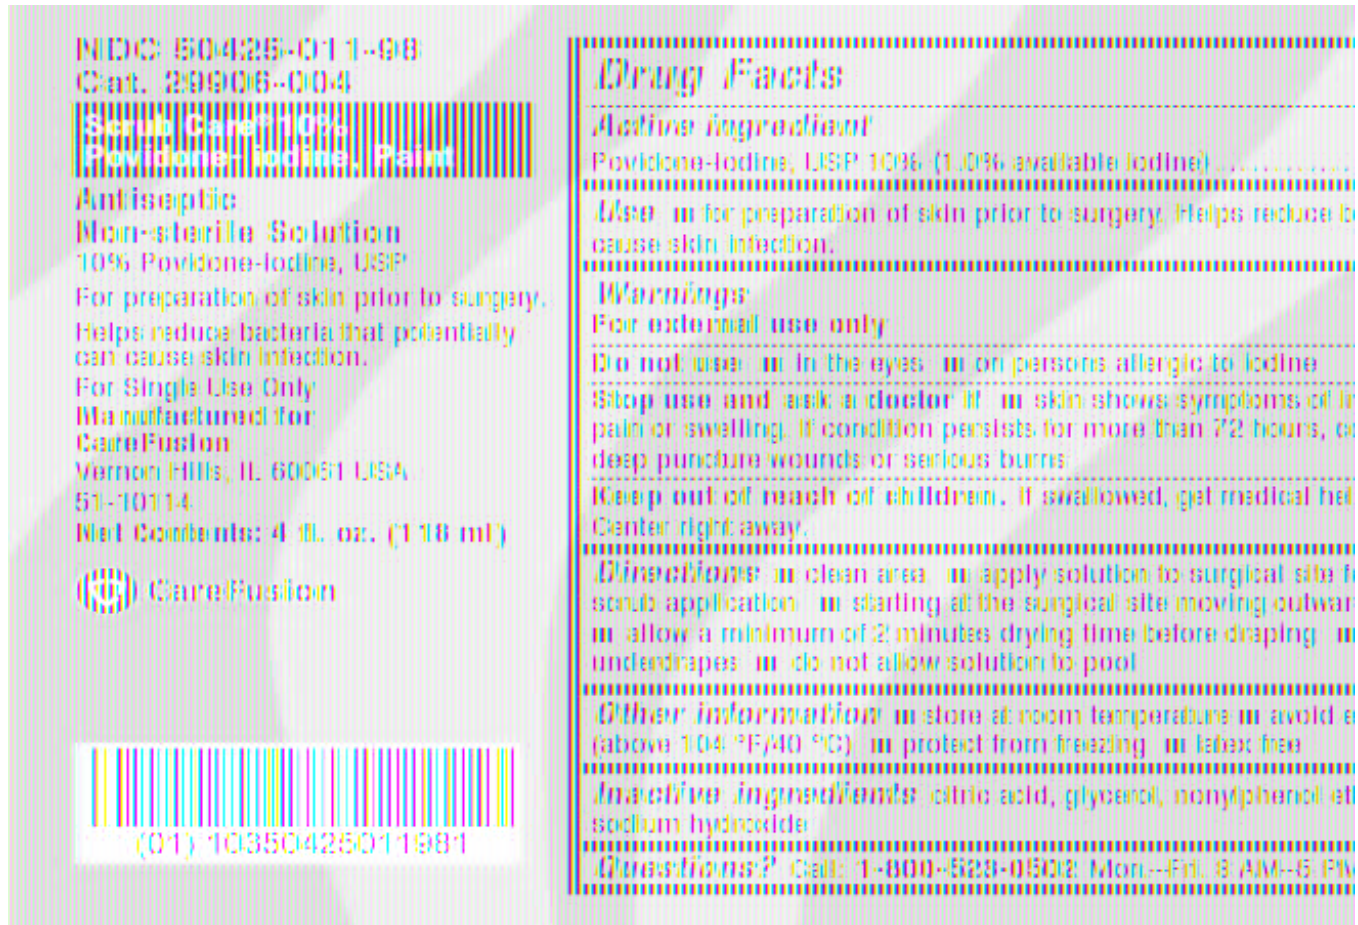 NDC 50425-011-98
Cat. 29906-004
Scrub Care® 10%
Povidone-Iodine, Paint
Antiseptic
Non-sterile Solution
10% Povidone-Iodine, USP
For preparation of skin prior to surgery.
Helps reduce bacteria that potentially
can cause skin infection.
For Single Use Only
Manufactured for
CareFusion
Vernon Hills, IL 60061 USA
51-10114
Net Contents: 4 fl. oz. (118 ml)
CareFusion
(01) 10350425011981
Drug Facts
Active ingredient
Povidone-Iodine, USP 10% (1.0% available iodine)..............
Use ■ for preparation of skin prior to surgery. Helps reduce
cause skin infection.
Warnings
For external use only
Do not use ■ in the eyes ■ on persons allergic to iodine
Stop use and ask a doctor if ■ skin shows symptoms of
pain or swelling. If condition persists for more than 72 hours,
deep puncture wounds or serious burns
Keep out of reach of children. If swallowed, get medical
Center right away.
Directions ■ clean area ■ apply solution to surgical site
scrub application ■ starting at the surgical site moving
■ allow a minimum of 2 minutes drying time before draping ■
underdrapes ■ do not allow solution to pool
Other information ■ store at room temperature ■ avoid
(above 104 °F/40 °C) ■ protect from freezing ■ latex free
Inactive ingredients citric acid, glycerol, nonylphenol
sodium hydroxide
Questions? Call: 1-800-523-0502 Mon.-Fri. 8 AM-5